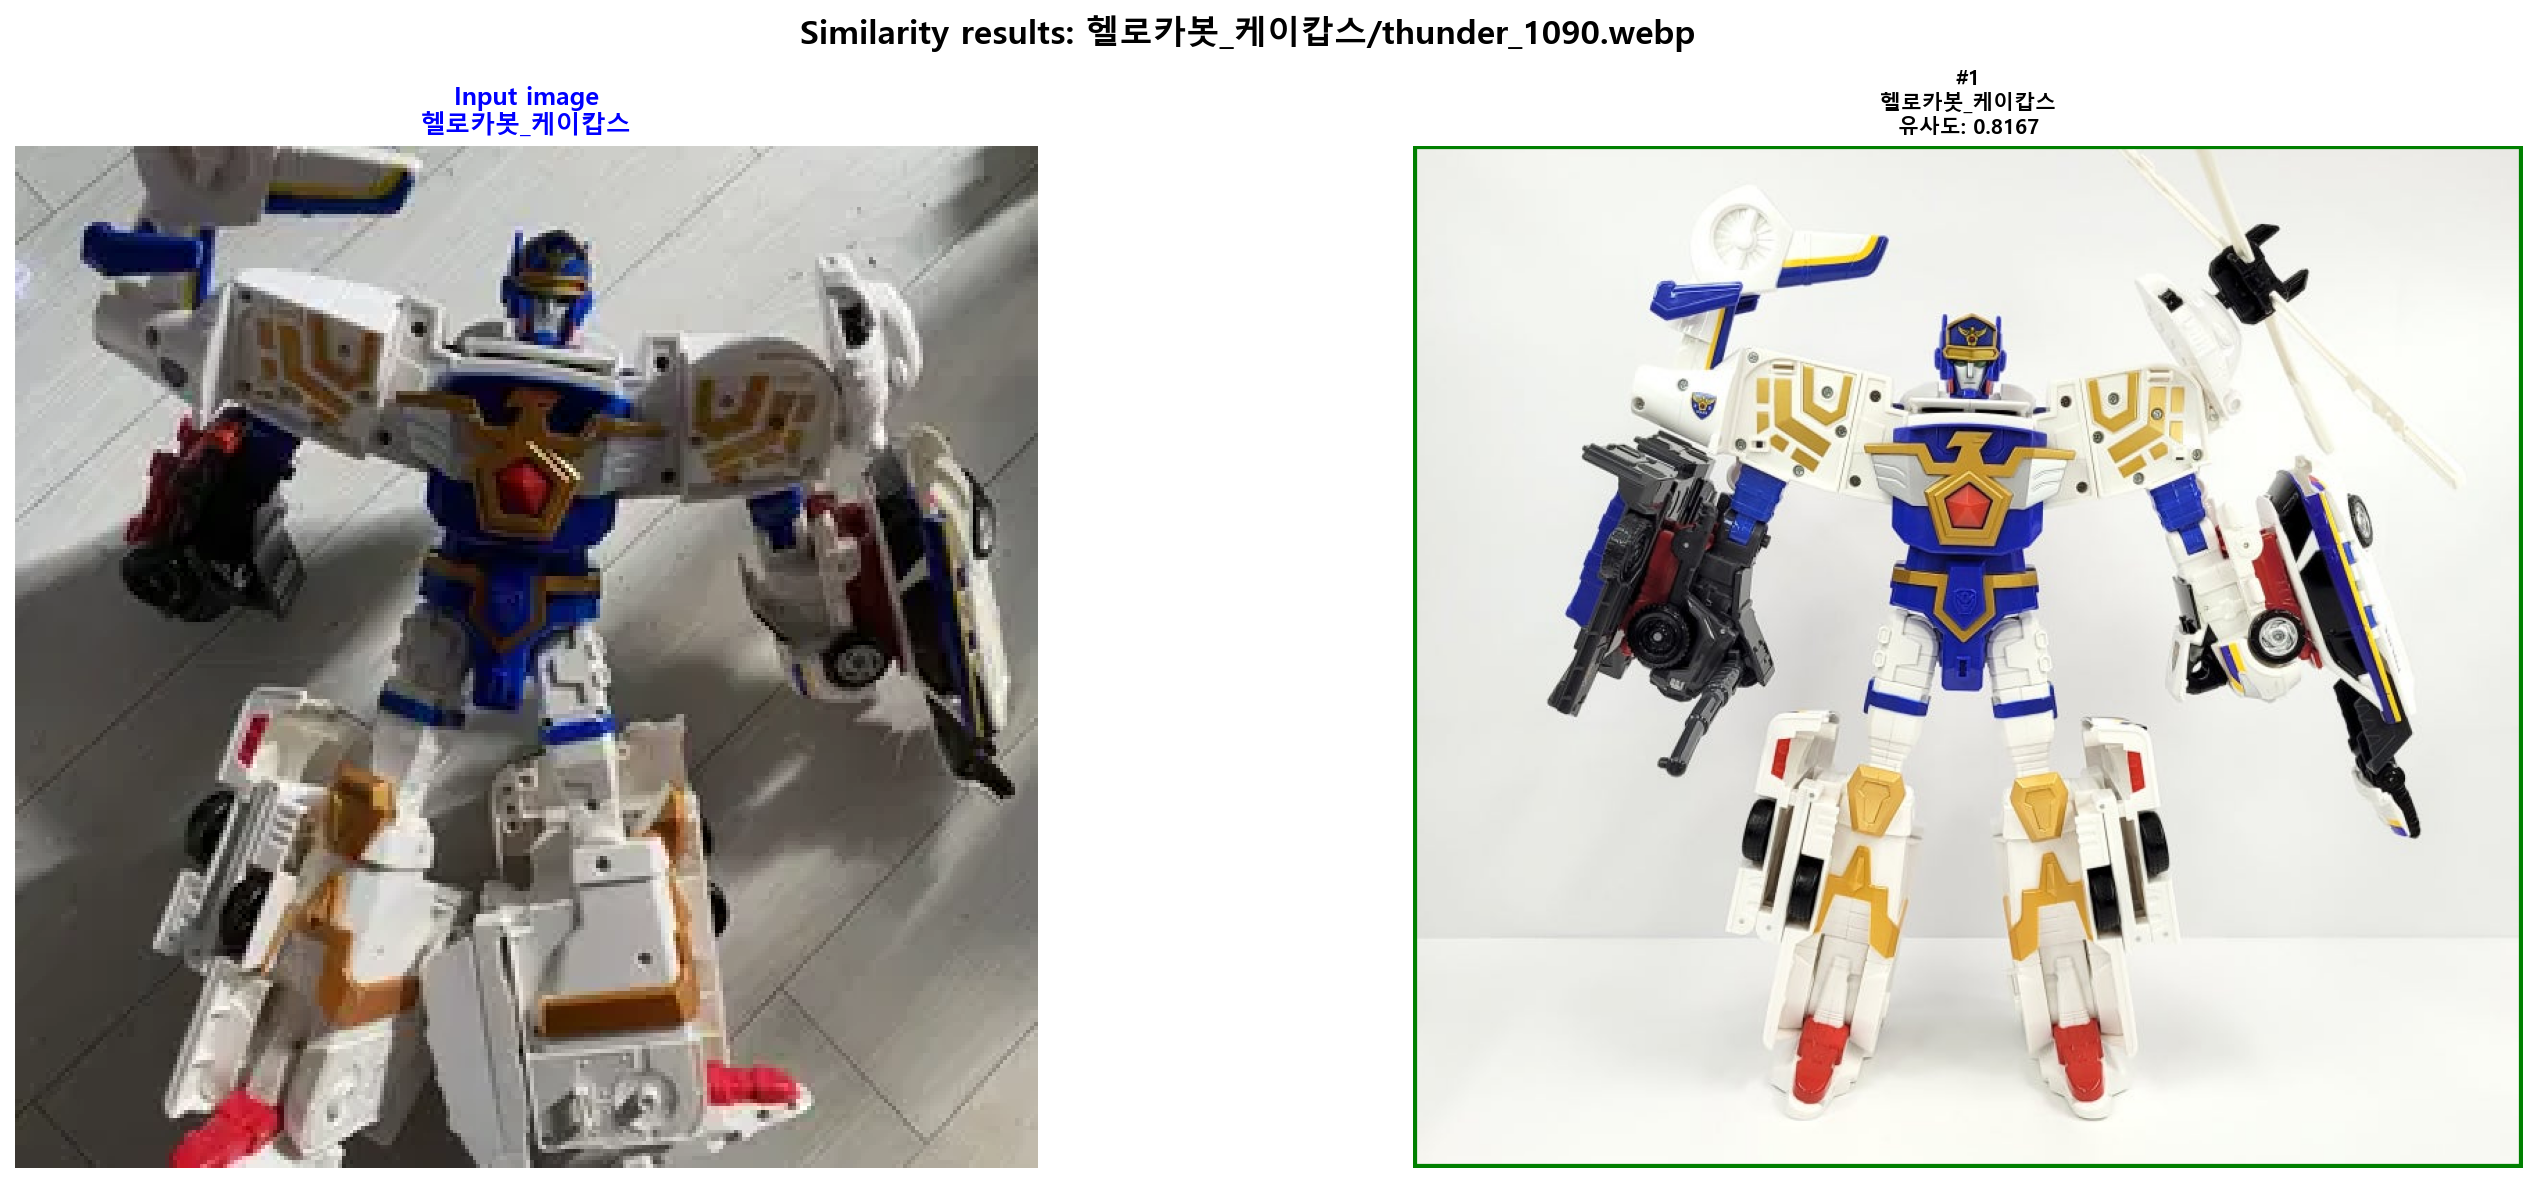 Similarity results: 헬로카봇_케이캅스/thunder_1090.webp
Input image
헬로카봇_케이캅스
#1
헬로카봇_케이캅스
유사도: 0.8167